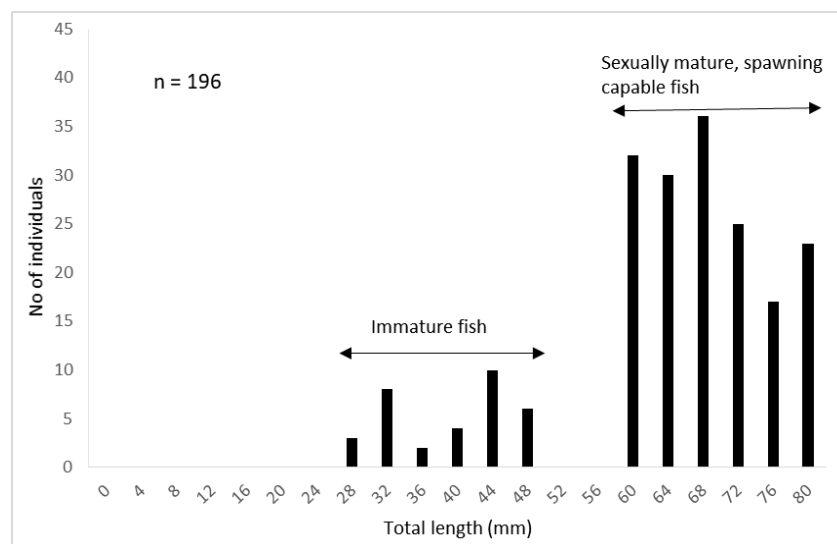 45
40
35
30
25
20
15
10
5
0
No of individuals
n = 196
Sexually mature, spawning
capable fish
Immature fish
0 4 8 12 16 20 24 28 32 36 40 44 48 52 56 60 64 68 72 76 80
Total length (mm)